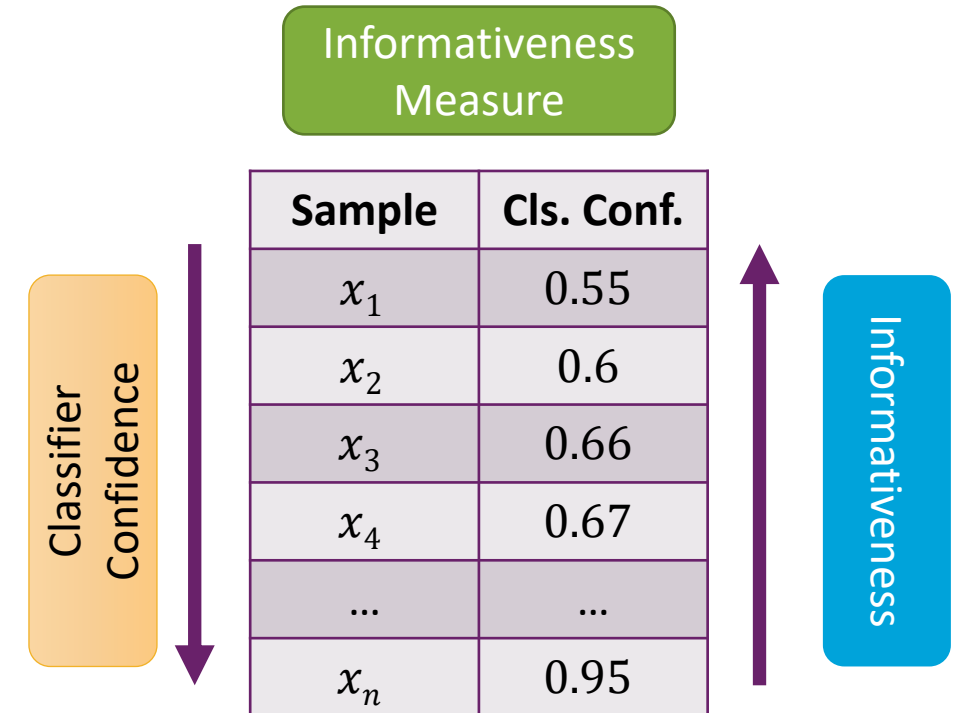 Informativeness
Measure
Classifier
Confidence
Sample Cls. Conf.
x₁ 0.55
x₂ 0.6
x₃ 0.66
x₄ 0.67
... ...
xₙ 0.95
Informativeness